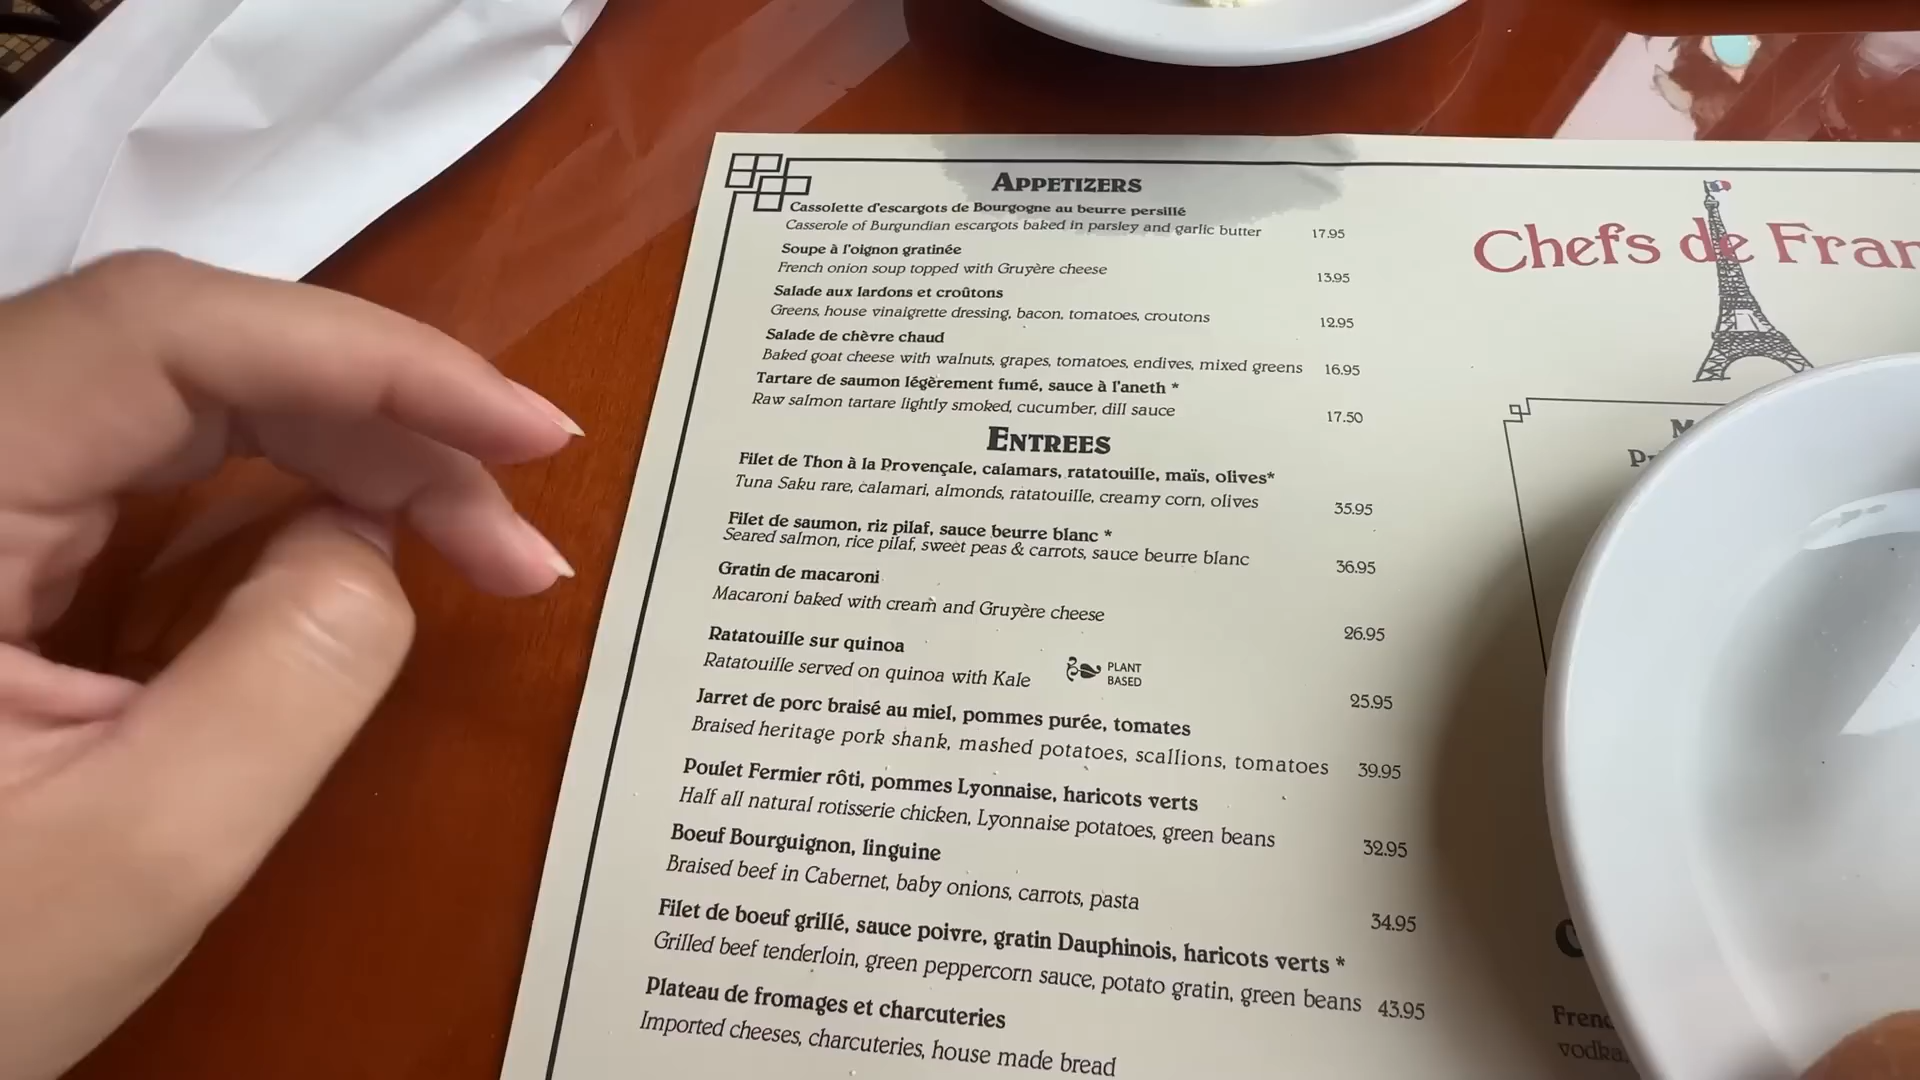 APPETIZERS
Cassolette d'escargots de Bourgogne au beurre persillé
Casserole of Burgundian escargots baked in parsley and garlic butter 17.95
Soupe à l'oignon gratinée
French onion soup topped with Gruyère cheese 13.95
Salade aux lardons et croûtons
Greens, house vinaigrette dressing, bacon, tomatoes, croutons 12.95
Salade de chèvre chaud
Baked goat cheese with walnuts, grapes, tomatoes, endives, mixed greens 16.95
Tartare de saumon légèrement fumé, sauce à l'aneth *
Raw salmon tartare lightly smoked, cucumber, dill sauce 17.50
ENTREES
Filet de Thon à la Provençale, calamars, ratatouille, maïs, olives*
Tuna Saku rare, calamari, almonds, ratatouille, creamy corn, olives 35.95
Filet de saumon, riz pilaf, sauce beurre blanc *
Seared salmon, rice pilaf, sweet peas & carrots, sauce beurre blanc 36.95
Gratin de macaroni
Macaroni baked with cream and Gruyère cheese 26.95
Ratatouille sur quinoa
Ratatouille served on quinoa with Kale 25.95
PLANT
BASED
Jarret de porc braisé au miel, pommes purée, tomates
Braised heritage pork shank, mashed potatoes, scallions, tomatoes 39.95
Poulet Fermier rôti, pommes Lyonnaise, haricots verts
Half all natural rotisserie chicken, Lyonnaise potatoes, green beans 32.95
Boeuf Bourguignon, linguine
Braised beef in Cabernet, baby onions, carrots, pasta 34.95
Filet de boeuf grillé, sauce poivre, gratin Dauphinois, haricots verts *
Grilled beef tenderloin, green peppercorn sauce, potato gratin, green beans 43.95
Plateau de fromages et charcuteries
Imported cheeses, charcuteries, house made bread
Chefs de Fran
Frenc
vodka